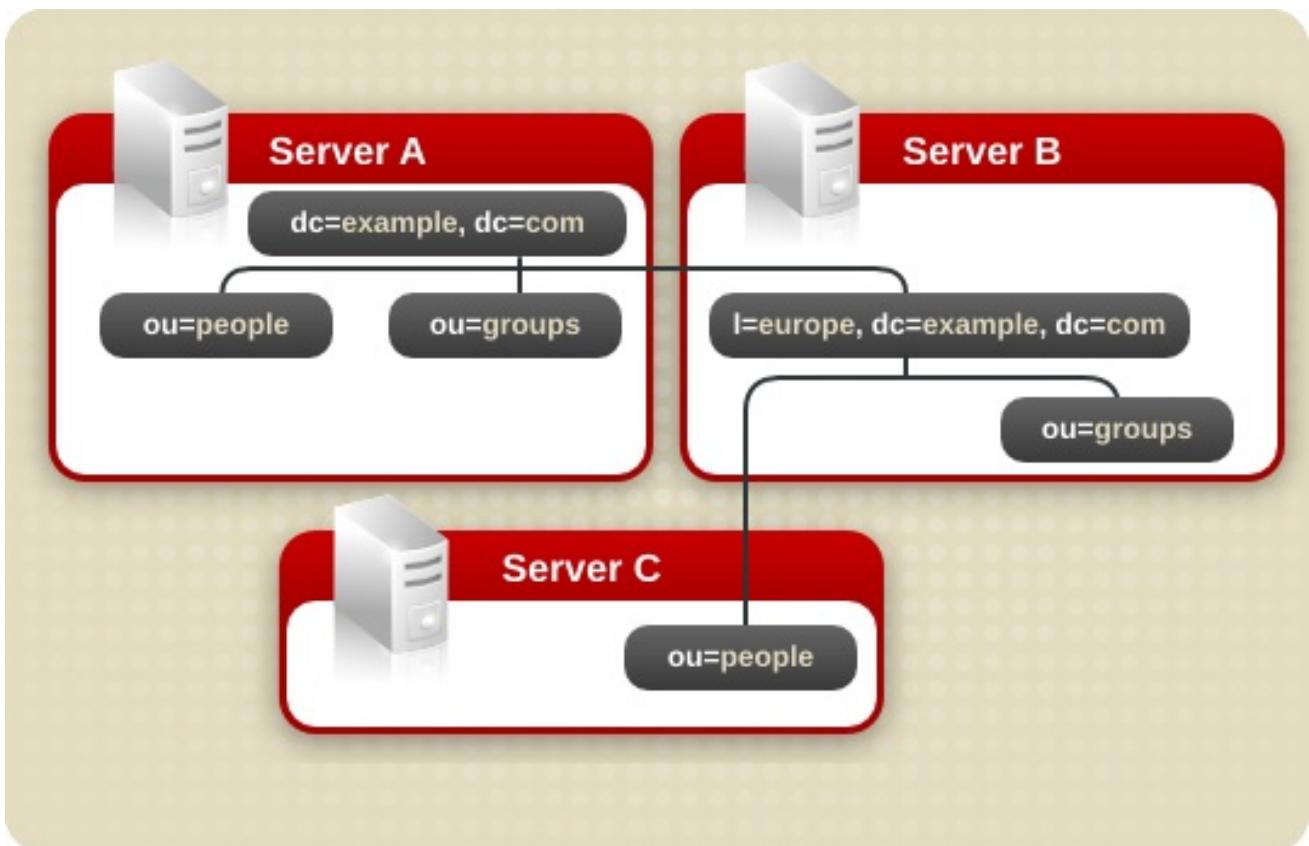 Server A
dc=example, dc=com
ou=people
ou=groups
Server B
l=europe, dc=example, dc=com
ou=groups
Server C
ou=people